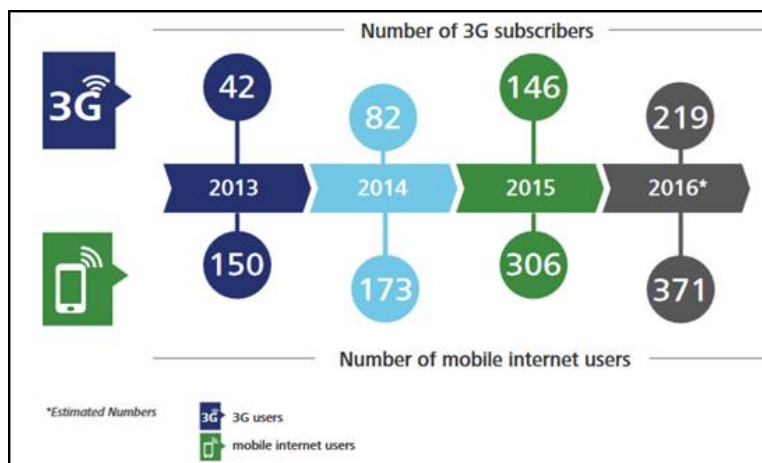 Number of 3G subscribers
3G
42
82
146
219
2013
2014
2015
2016*
150
173
306
371
Number of mobile internet users
*Estimated Numbers
3G
3G users
mobile internet users